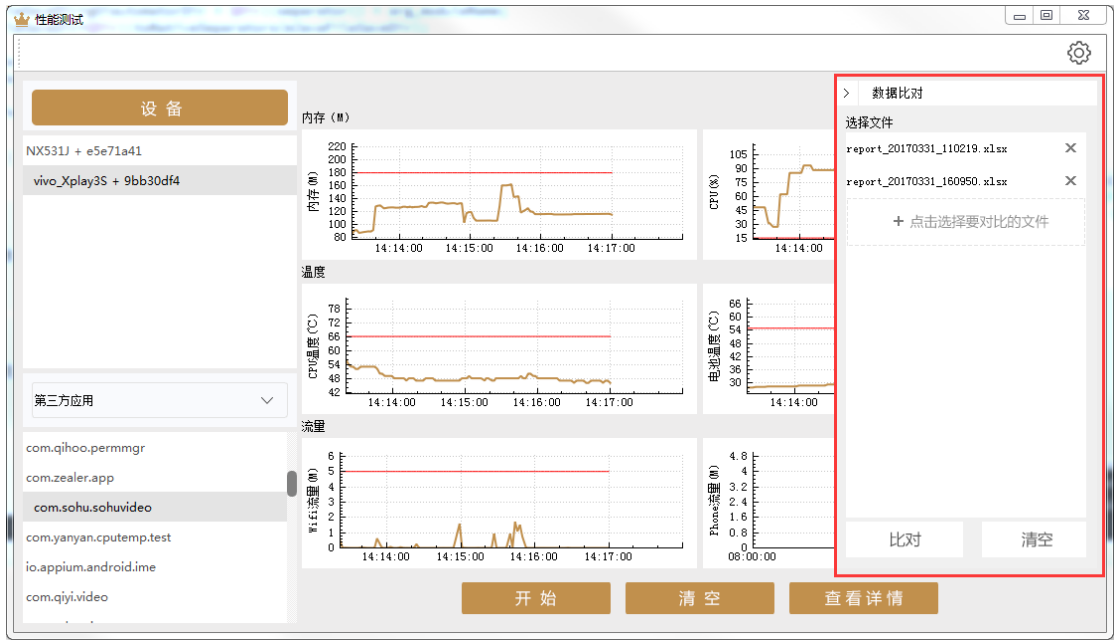 性能测试
设备
NX531J + e5e71a41
vivo_Xplay3S + 9bb30df4
第三方应用
com.qihoo.permmgr
com.zealer.app
com.sohu.sohuvideo
com.yanyan.cputemp.test
io.appium.android.ime
com.qiyi.video
内存 (M)
内存(M)
220
200
180
160
140
120
100
80
14:14:00 14:15:00 14:16:00 14:17:00
CPU(%)
105
90
75
60
45
30
15
14:14:00
温度
CPU温度(℃)
78
72
66
60
54
48
42
14:14:00 14:15:00 14:16:00 14:17:00
电池温度(℃)
66
60
54
48
42
36
30
14:14:00
流量
Wifi流量(M)
6
5
4
3
2
1
0
14:14:00 14:15:00 14:16:00 14:17:00
Phone流量(M)
4.8
4
3.2
2.4
1.6
0.8
0
08:00:00
开始 清空 查看详情
数据比对
选择文件
report_20170331_110219.xlsx
report_20170331_160950.xlsx
+ 点击选择要对比的文件
比对 清空